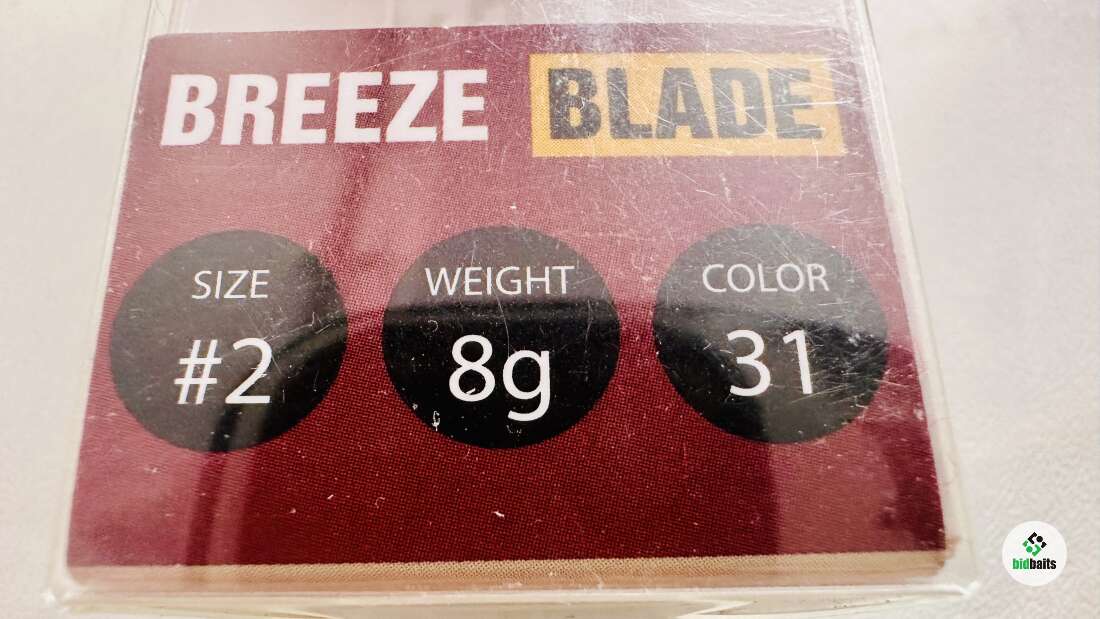 BREEZE BLADE
SIZE WEIGHT COLOR
#2 8g 31
bidbaits